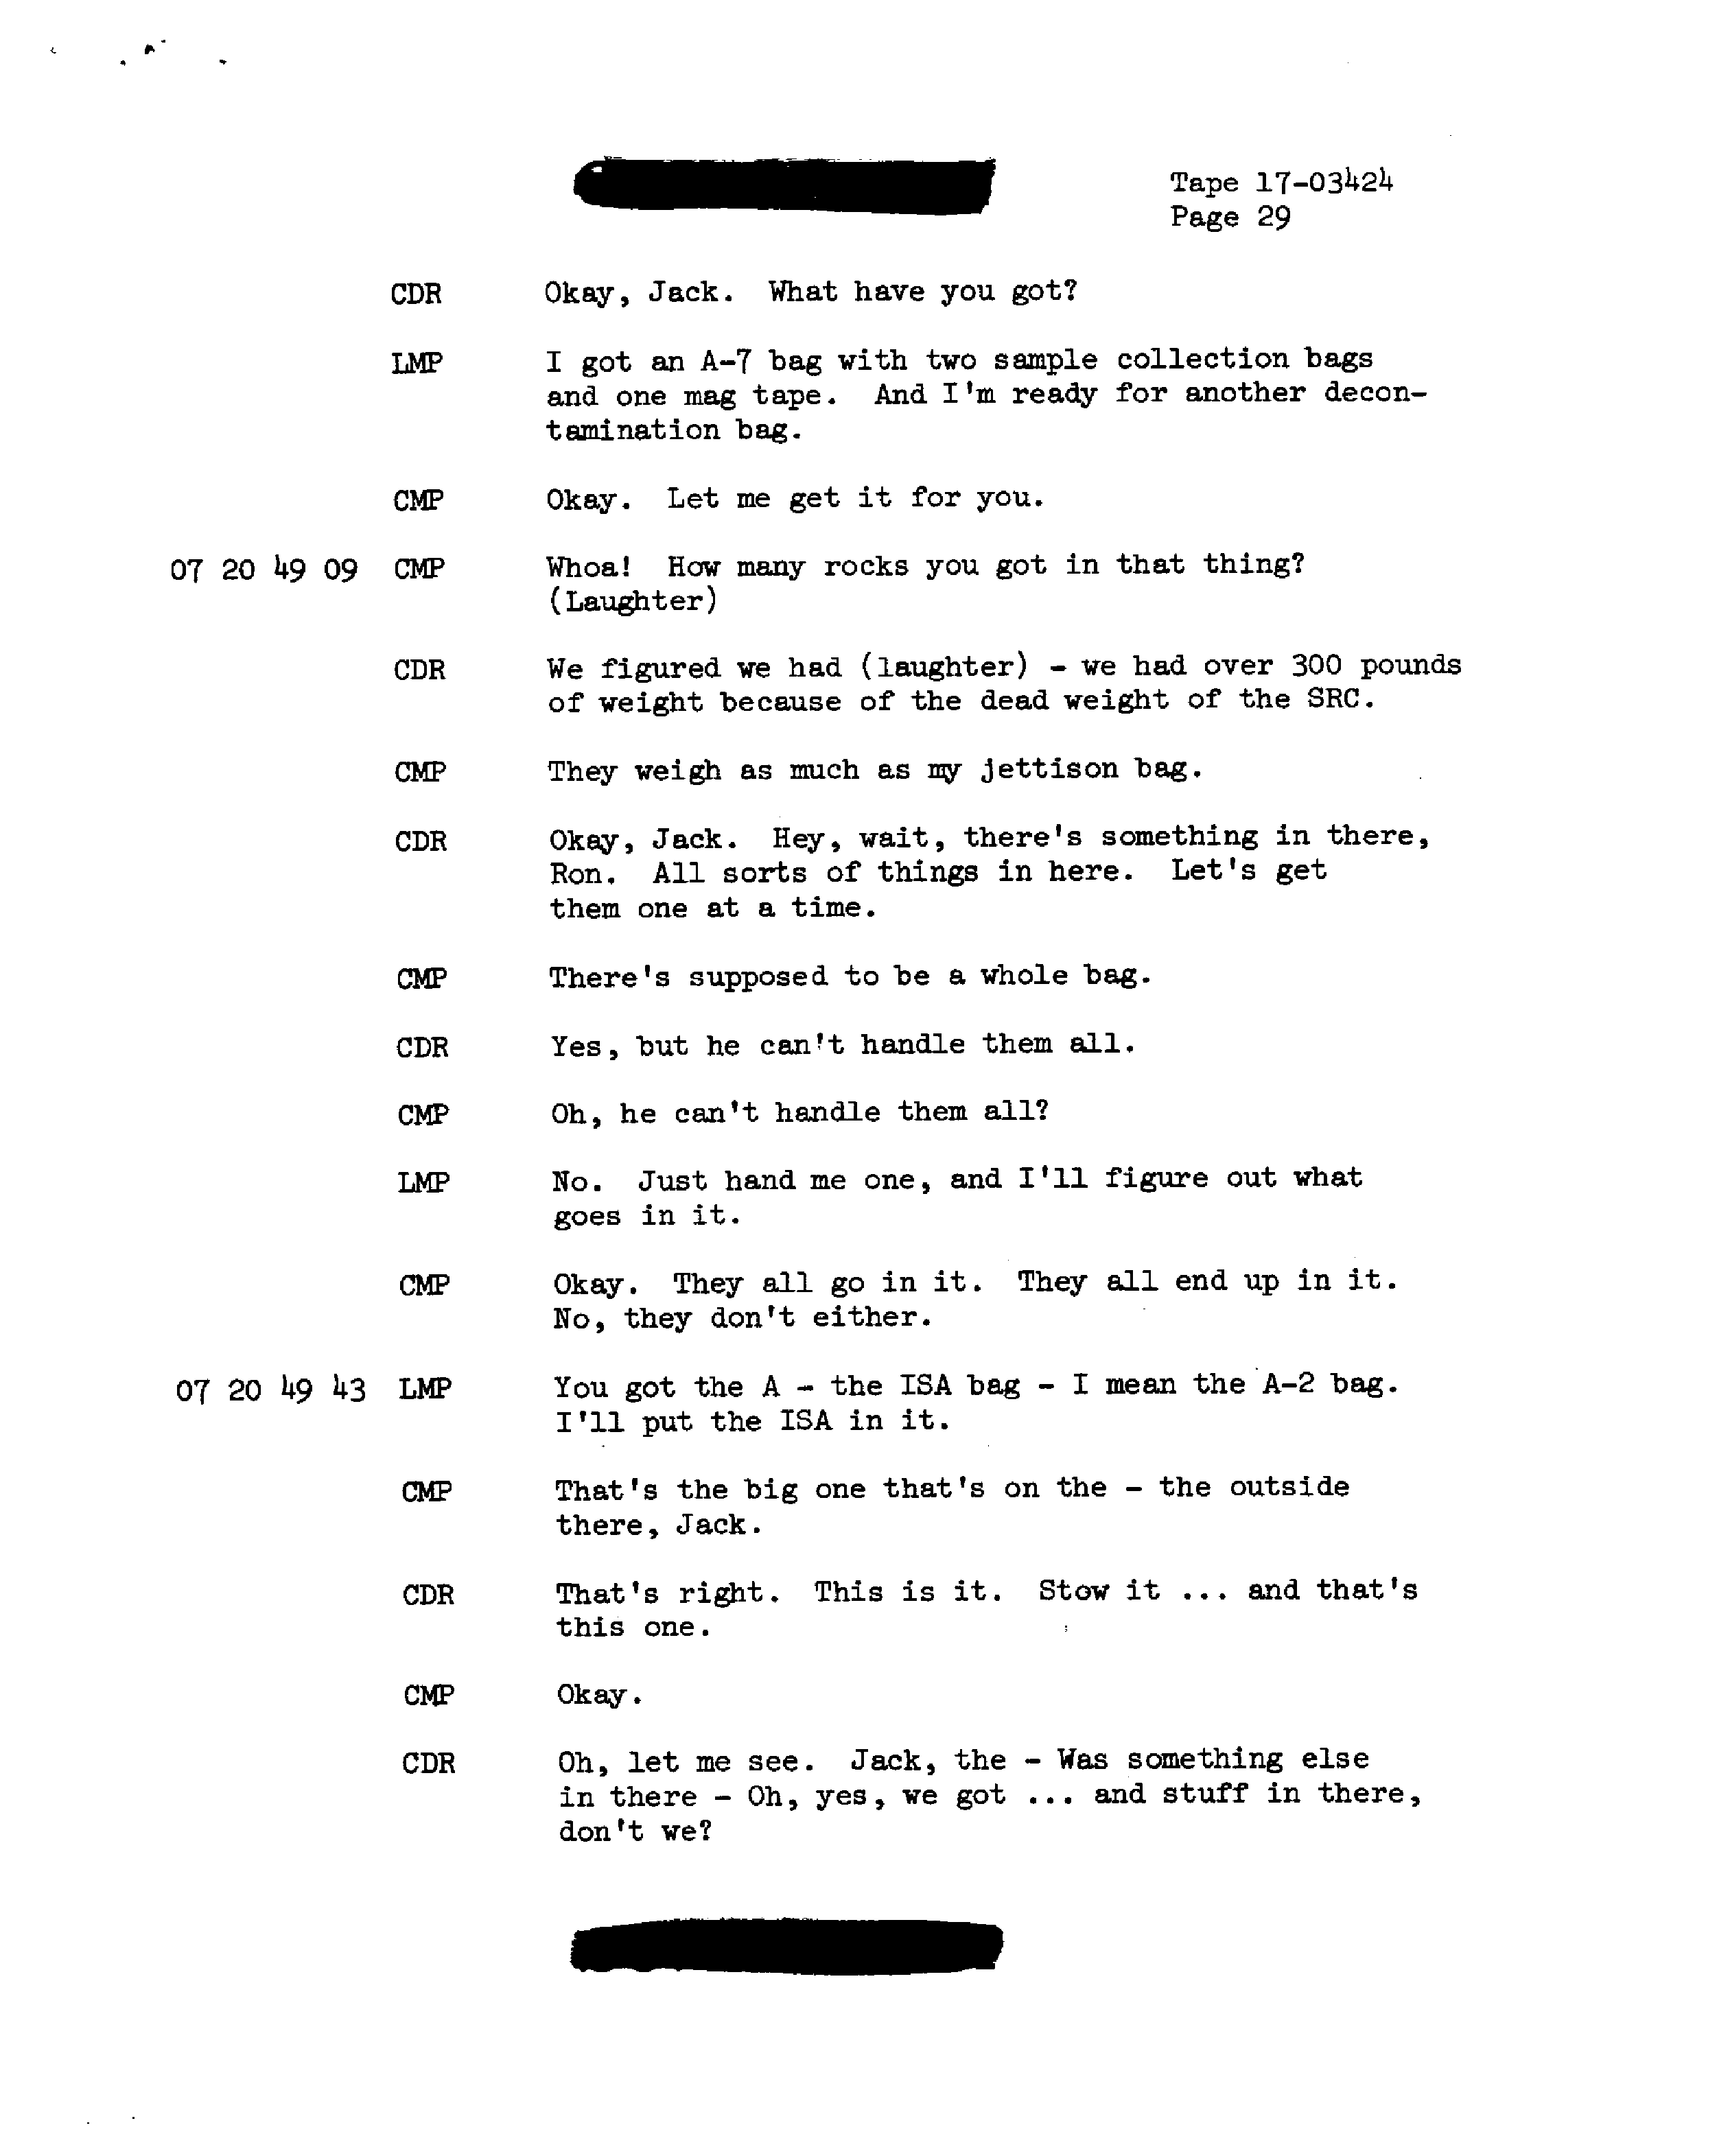 Tape 17-03424
Page 29
CDR Okay, Jack. What have you got?
LMP I got an A-7 bag with two sample collection bags
and one mag tape. And I'm ready for another decon-
tamination bag.
CMP Okay. Let me get it for you.
07 20 49 09 CMP Whoa! How many rocks you got in that thing?
(Laughter)
CDR We figured we had (laughter) - we had over 300 pounds
of weight because of the dead weight of the SRC.
CMP They weigh as much as my jettison bag.
CDR Okay, Jack. Hey, wait, there's something in there,
Ron. All sorts of things in here. Let's get
them one at a time.
CMP There's supposed to be a whole bag.
CDR Yes, but he can't handle them all.
CMP Oh, he can't handle them all?
LMP No. Just hand me one, and I'll figure out what
goes in it.
CMP Okay. They all go in it. They all end up in it.
No, they don't either.
07 20 49 43 LMP You got the A - the ISA bag - I mean the A-2 bag.
I'll put the ISA in it.
CMP That's the big one that's on the - the outside
there, Jack.
CDR That's right. This is it. Stow it ... and that's
this one.
CMP Okay.
CDR Oh, let me see. Jack, the - Was something else
in there - Oh, yes, we got ... and stuff in there,
don't we?